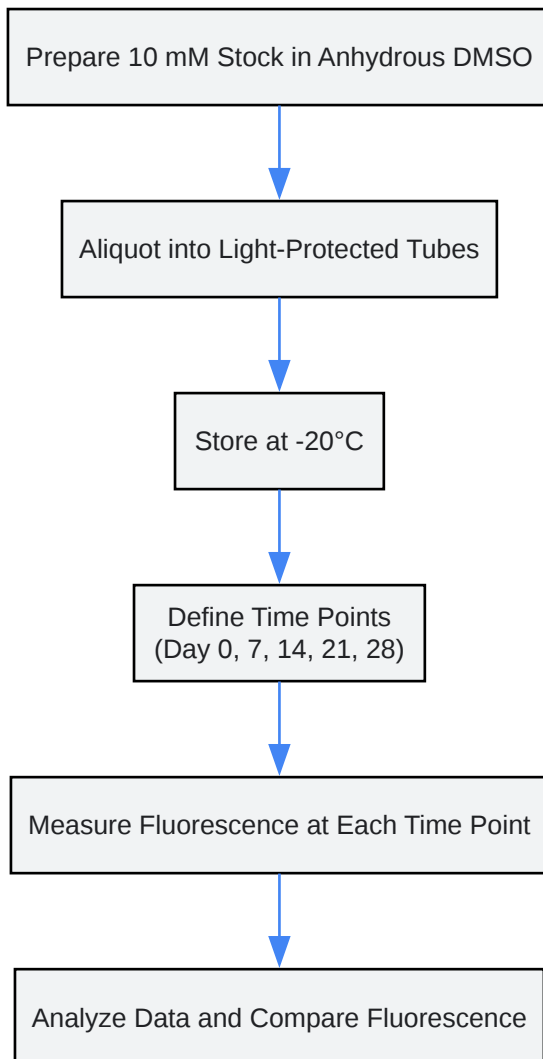 Prepare 10 mM Stock in Anhydrous DMSO
Aliquot into Light-Protected Tubes
Store at -20°C
Define Time Points
(Day 0, 7, 14, 21, 28)
Measure Fluorescence at Each Time Point
Analyze Data and Compare Fluorescence